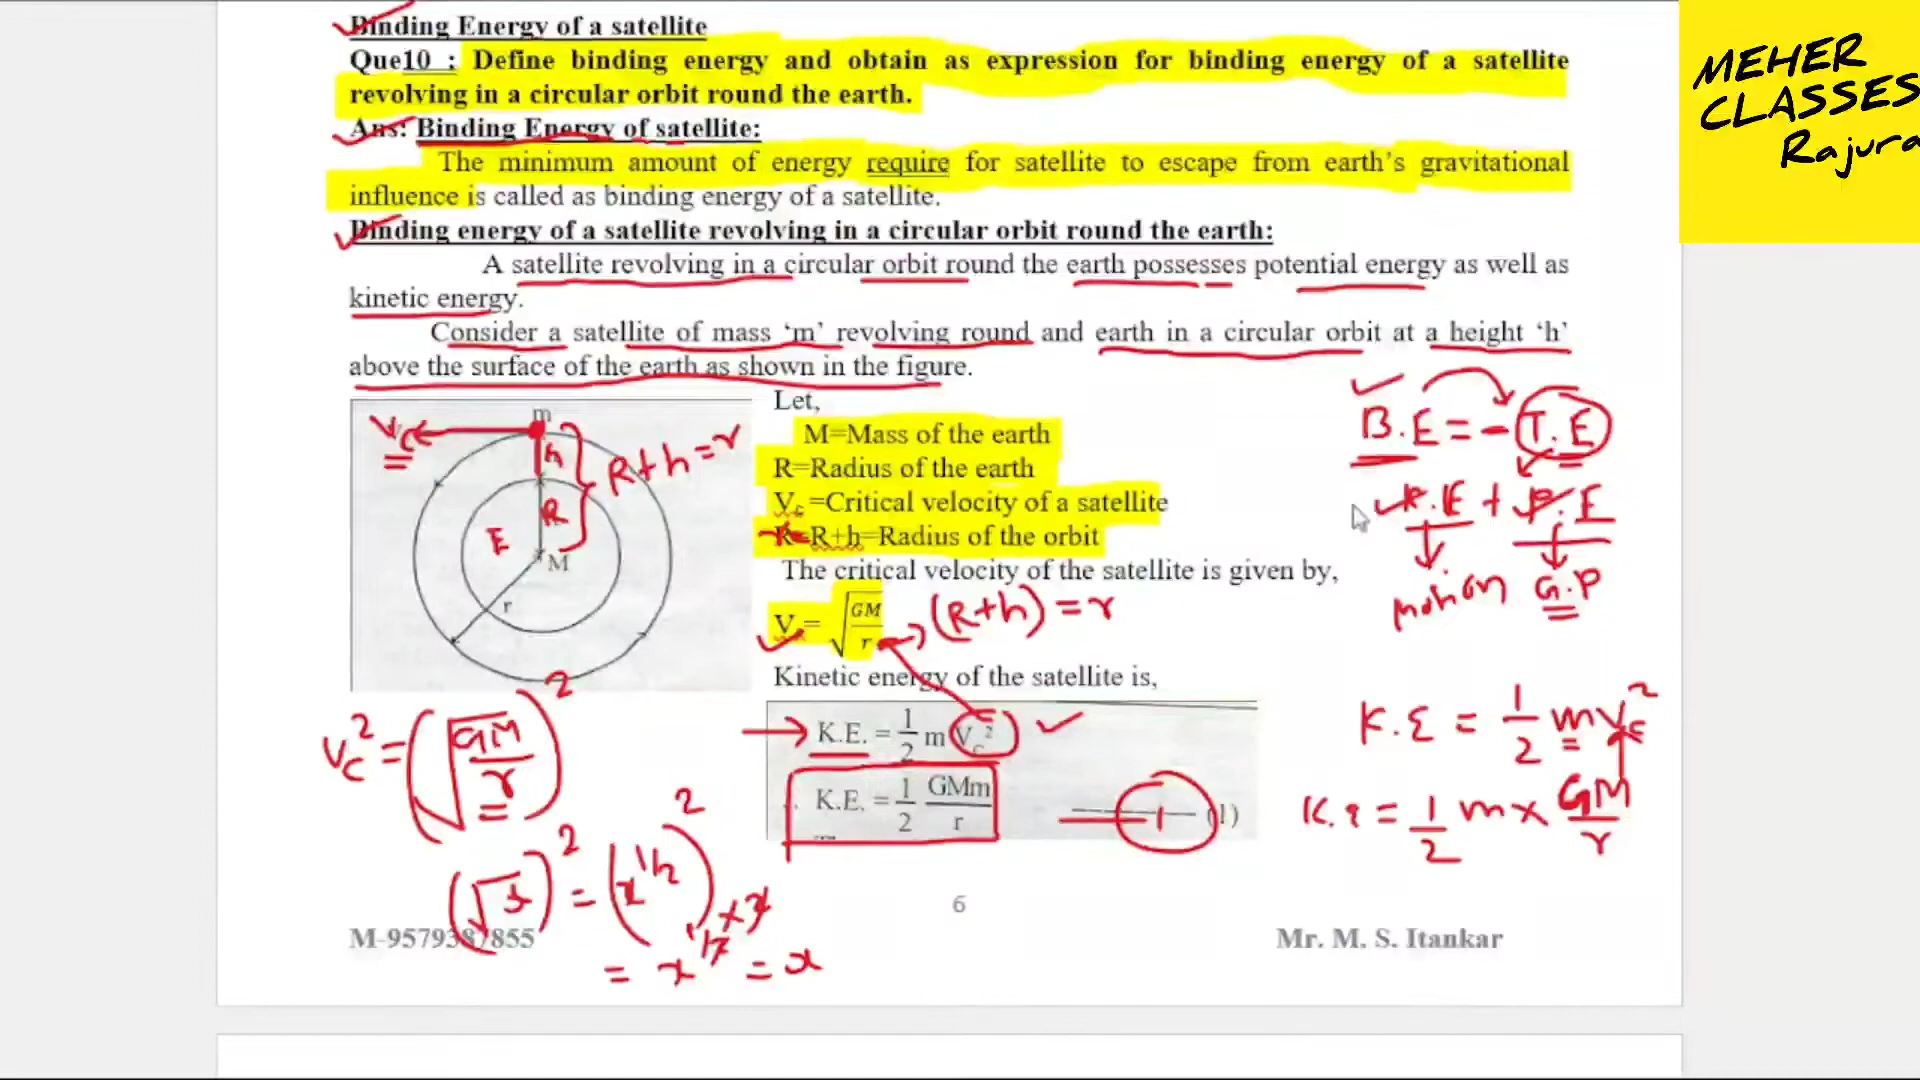 Binding Energy of a satellite
Que10 : Define binding energy and obtain as expression for binding energy of a satellite
revolving in a circular orbit round the earth.
Ans: Binding Energy of satellite:
The minimum amount of energy require for satellite to escape from earth's gravitational
influence is called as binding energy of a satellite.
Binding energy of a satellite revolving in a circular orbit round the earth:
A satellite revolving in a circular orbit round the earth possesses potential energy as well as
kinetic energy.
Consider a satellite of mass 'm' revolving round and earth in a circular orbit at a height 'h'
above the surface of the earth as shown in the figure.
Let,
M=Mass of the earth
R=Radius of the earth
Vc =Critical velocity of a satellite
R+h=Radius of the orbit
The critical velocity of the satellite is given by,
Vc = √(GM/r) → (R+h) = r
Kinetic energy of the satellite is,
K.E. = 1/2 m Vc²
K.E. = 1/2 GMm/r (1)
m
Vc
h
R+h=r
R
E
M
r
B.E = - T.E
K.E + P.E
motion G.P
K.E = 1/2 mVc²
K.E = 1/2 m x GM/r
Vc² = (√(GM/r))²
(√x)² = (x^1/2)²
= x^1/2 x 2 = x
6
M-9579387855 Mr. M. S. Itankar
MEHER
CLASSES
Rajura